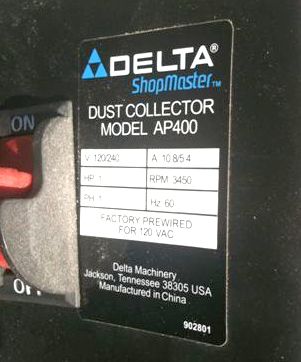 DELTA®
ShopMaster™
DUST COLLECTOR
MODEL AP400
V: 120/240 A: 10.8/5.4
HP: 1 RPM: 3450
PH: 1 Hz: 60
FACTORY PREWIRED
FOR 120 VAC
Delta Machinery
Jackson, Tennessee 38305 USA
Manufactured in China
902801
ON
OFF